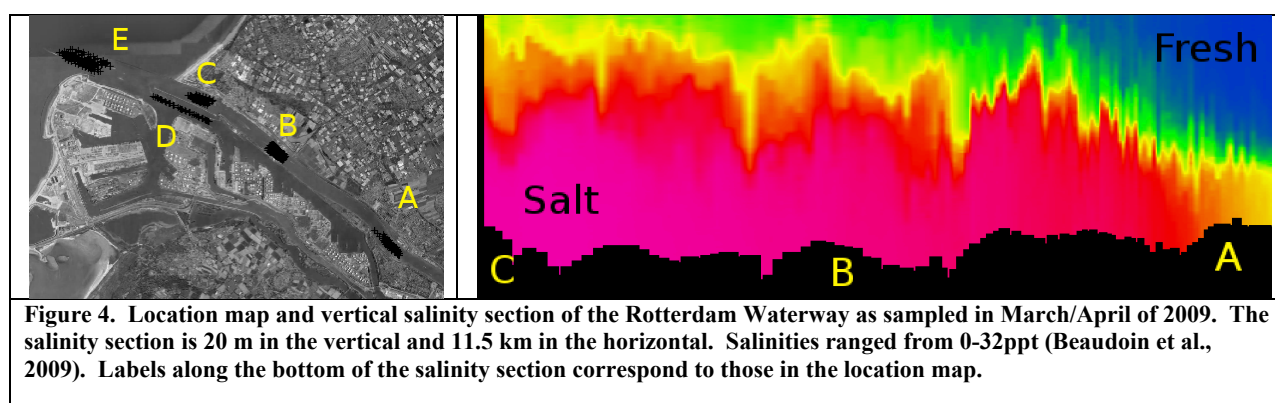 E
C
B
D
A
Fresh
Salt
C
B
A
Figure 4. Location map and vertical salinity section of the Rotterdam Waterway as sampled in March/April of 2009. The
salinity section is 20 m in the vertical and 11.5 km in the horizontal. Salinities ranged from 0-32ppt (Beaudoin et al.,
2009). Labels along the bottom of the salinity section correspond to those in the location map.